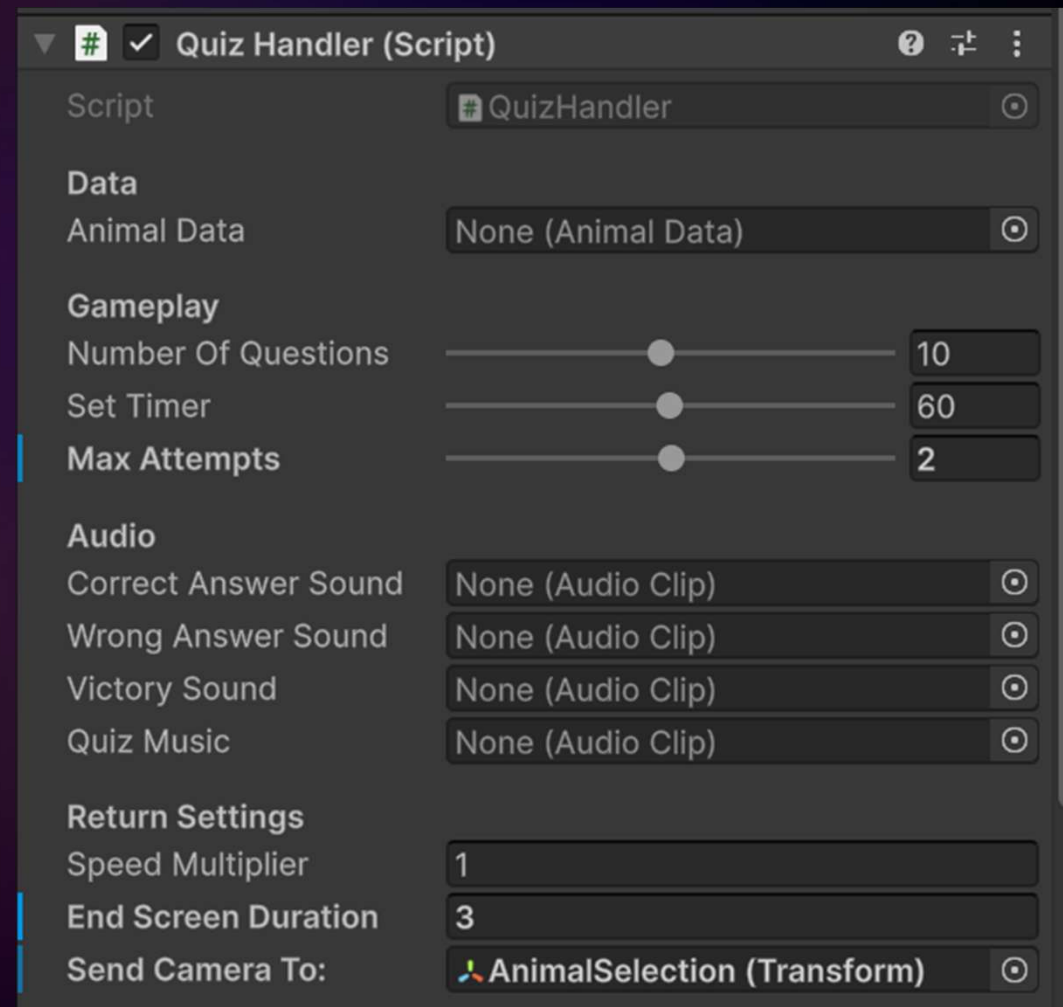 Quiz Handler (Script)
Script QuizHandler
Data
Animal Data None (Animal Data)
Gameplay
Number Of Questions 10
Set Timer 60
Max Attempts 2
Audio
Correct Answer Sound None (Audio Clip)
Wrong Answer Sound None (Audio Clip)
Victory Sound None (Audio Clip)
Quiz Music None (Audio Clip)
Return Settings
Speed Multiplier 1
End Screen Duration 3
Send Camera To: AnimalSelection (Transform)